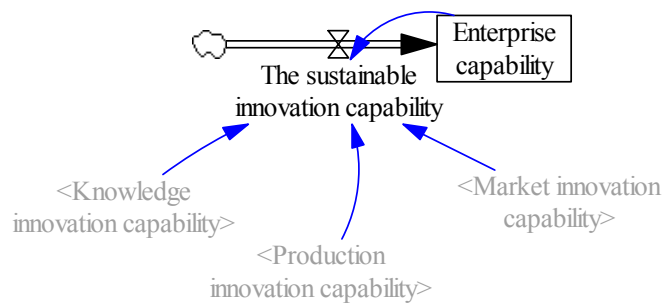 Enterprise
capability
The sustainable
innovation capability
<Knowledge
innovation capability>
<Market innovation
capability>
<Production
innovation capability>